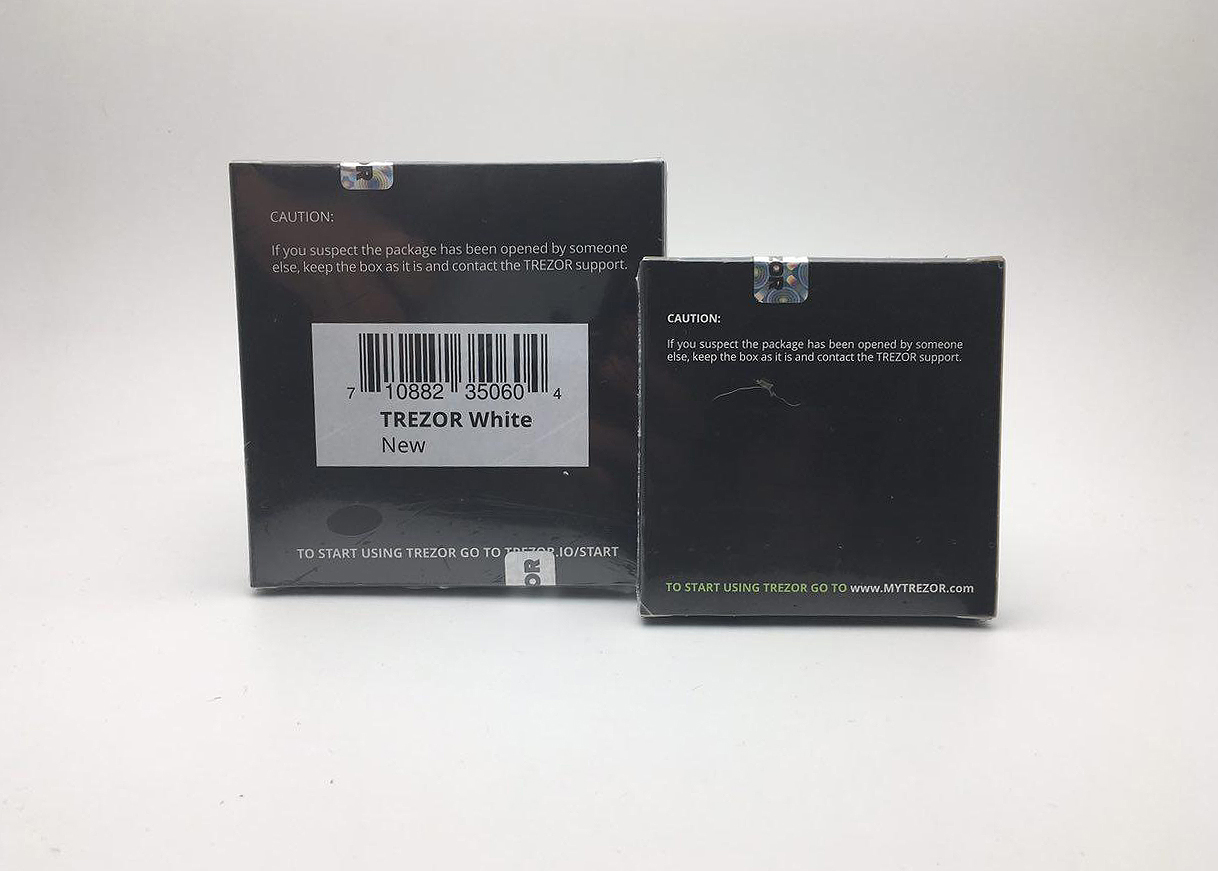 OR
CAUTION:
If you suspect the package has been opened by someone
else, keep the box as it is and contact the TREZOR support.
7 10882 35060 4
TREZOR White
New
TO START USING TREZOR GO TO TREZOR.IO/START
OR
ZOR
CAUTION:
If you suspect the package has been opened by someone
else, keep the box as it is and contact the TREZOR support.
TO START USING TREZOR GO TO www.MYTREZOR.com